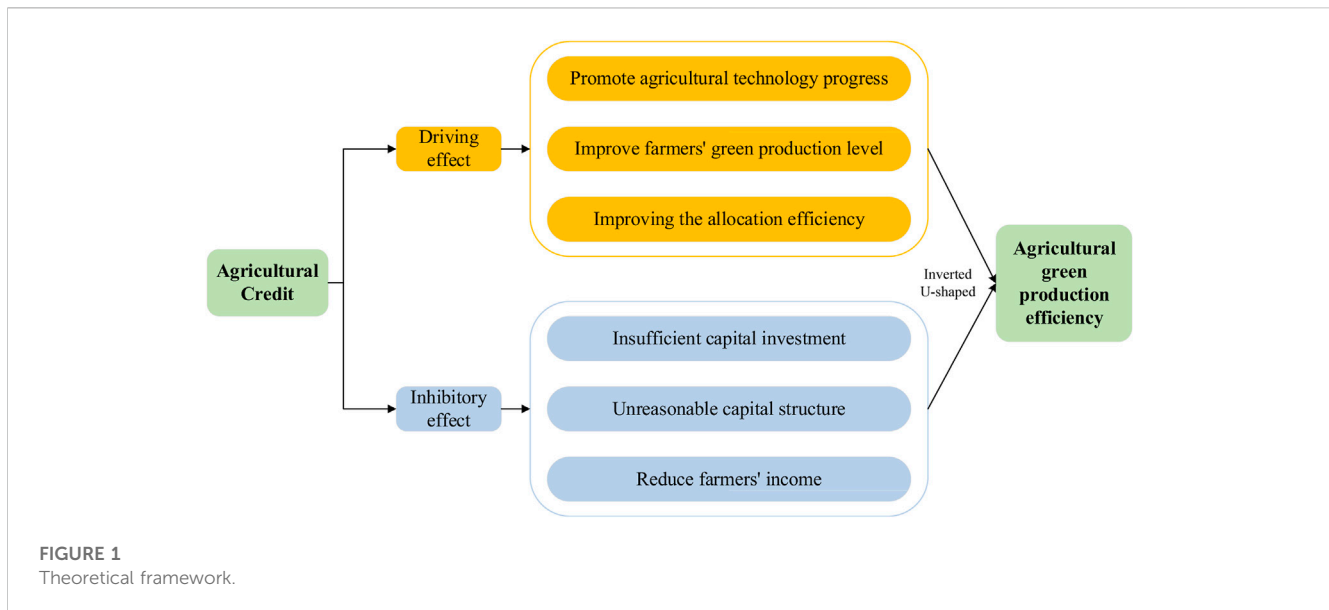 Promote agricultural technology progress
Driving
effect
Improve farmers' green production level
Improving the allocation efficiency
Agricultural
Credit
Inverted
U-shaped
Agricultural
green
production
efficiency
Insufficient capital investment
Inhibitory
effect
Unreasonable capital structure
Reduce farmers' income
FIGURE 1
Theoretical framework.